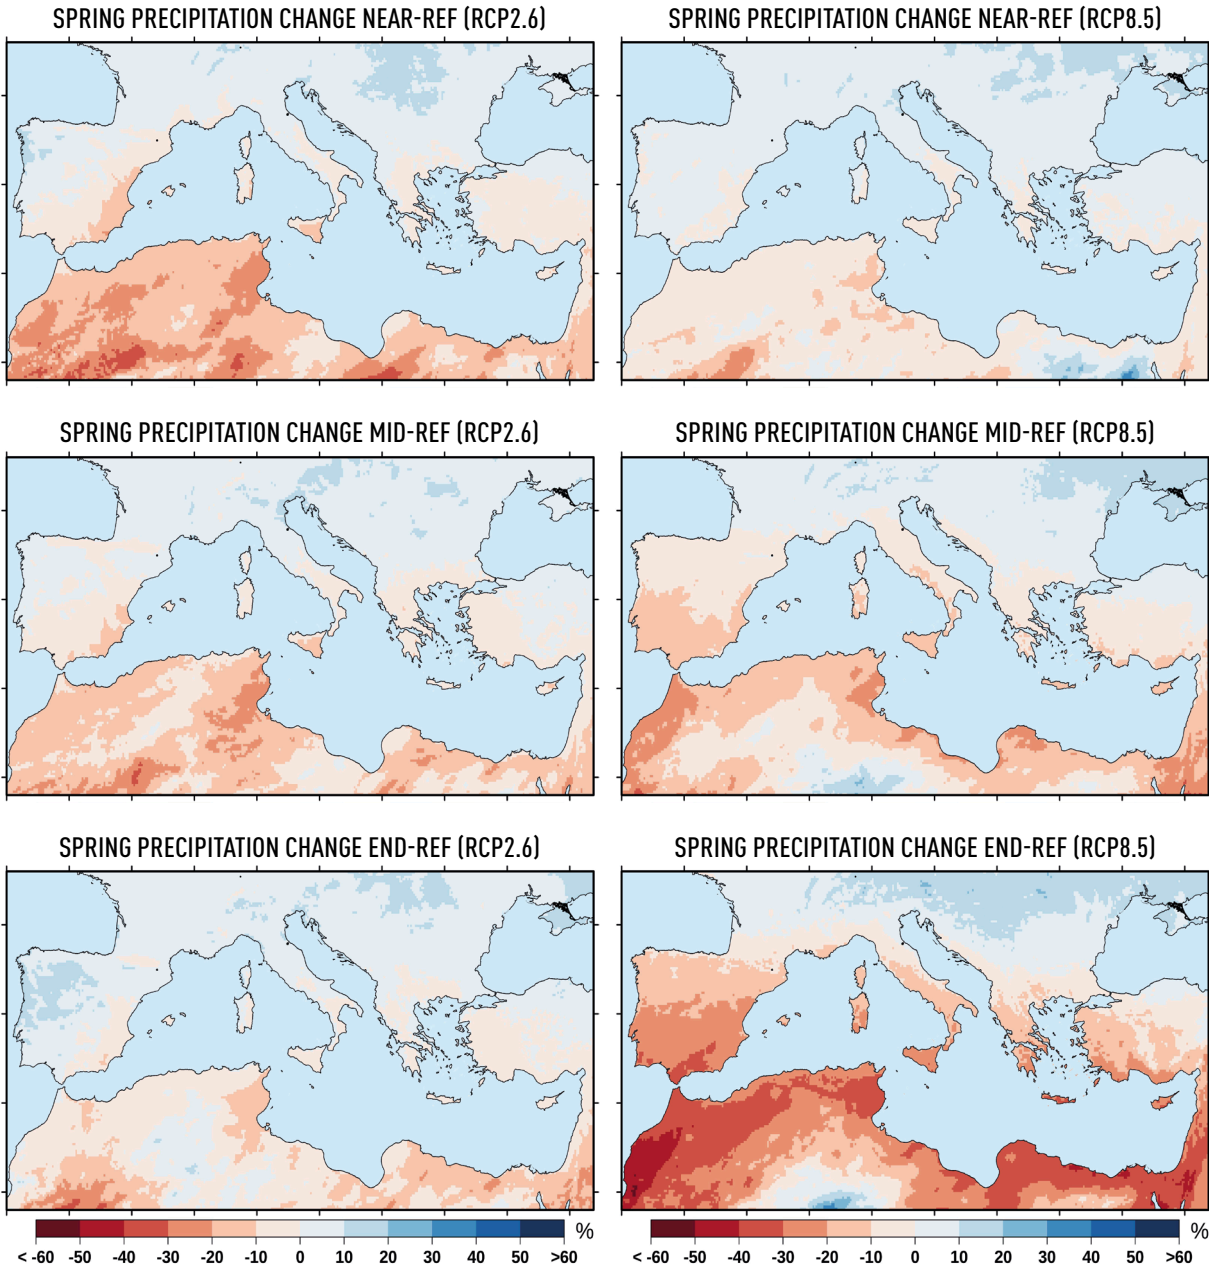 SPRING PRECIPITATION CHANGE NEAR-REF (RCP2.6)
SPRING PRECIPITATION CHANGE NEAR-REF (RCP8.5)
SPRING PRECIPITATION CHANGE MID-REF (RCP2.6)
SPRING PRECIPITATION CHANGE MID-REF (RCP8.5)
SPRING PRECIPITATION CHANGE END-REF (RCP2.6)
SPRING PRECIPITATION CHANGE END-REF (RCP8.5)
%
< -60 -50 -40 -30 -20 -10 0 10 20 30 40 50 >60
%
< -60 -50 -40 -30 -20 -10 0 10 20 30 40 50 >60